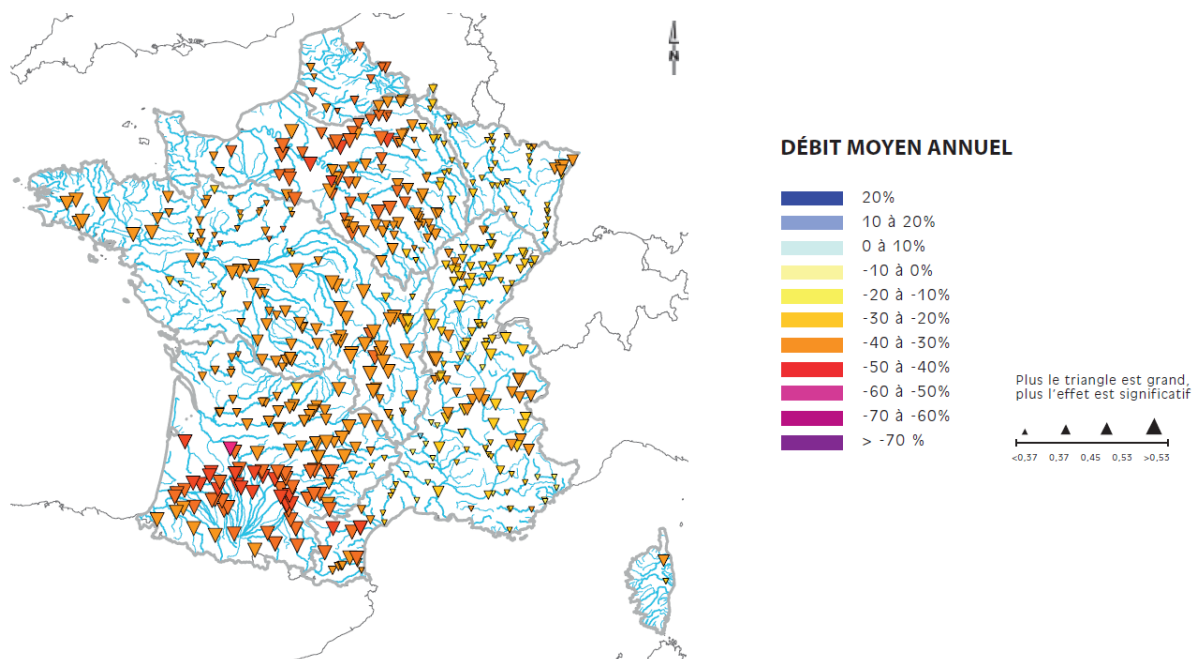 N
DÉBIT MOYEN ANNUEL
20%
10 à 20%
0 à 10%
-10 à 0%
-20 à -10%
-30 à -20%
-40 à -30%
-50 à -40%
-60 à -50%
-70 à -60%
> -70 %
Plus le triangle est grand,
plus l'effet est significatif
<0,37 0,37 0,45 0,53 >0,53